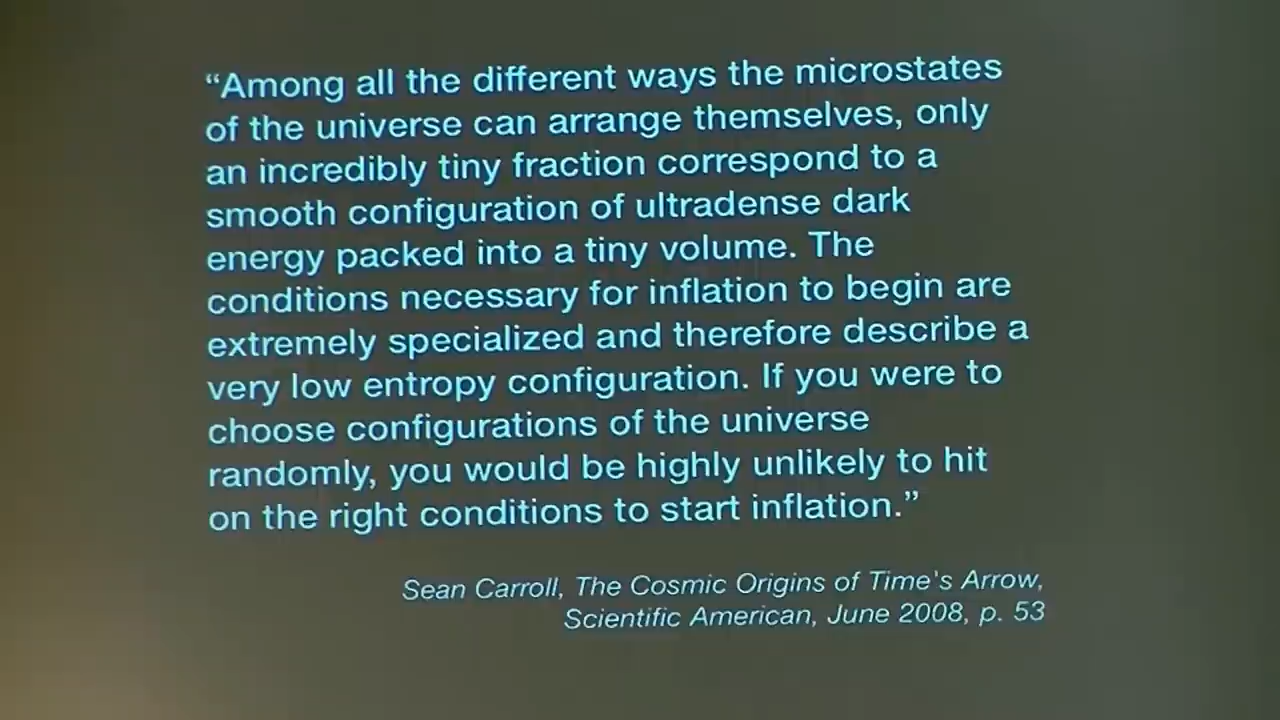 “Among all the different ways the microstates
of the universe can arrange themselves, only
an incredibly tiny fraction correspond to a
smooth configuration of ultradense dark
energy packed into a tiny volume. The
conditions necessary for inflation to begin are
extremely specialized and therefore describe a
very low entropy configuration. If you were to
choose configurations of the universe
randomly, you would be highly unlikely to hit
on the right conditions to start inflation.”
Sean Carroll, The Cosmic Origins of Time's Arrow,
Scientific American, June 2008, p. 53